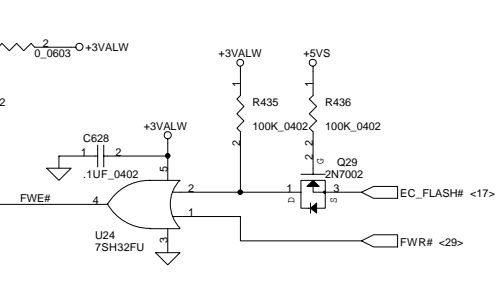 2
0_0603
+3VALW
2
+3VALW
+5VS
1
1
R435
R436
100K_0402
100K_0402
2
2
+3VALW
C628
1
2
.1UF_0402
5
2
G
Q29
2N7002
FWE#
4
2
1
3
D
S
EC_FLASH# <17>
1
U24
7SH32FU
3
FWR# <29>